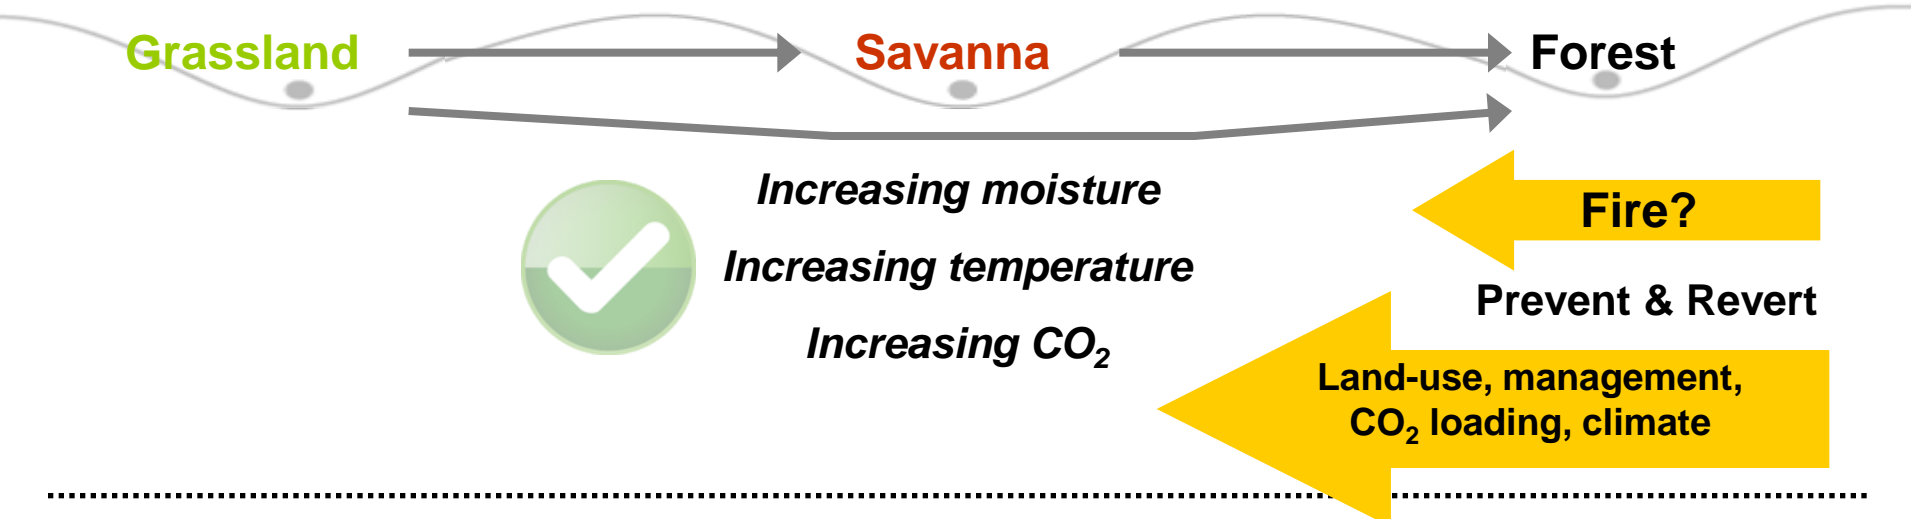 Grassland
Savanna
Forest
Increasing moisture
Increasing temperature
Increasing CO₂
Fire?
Prevent & Revert
Land-use, management,
CO₂ loading, climate